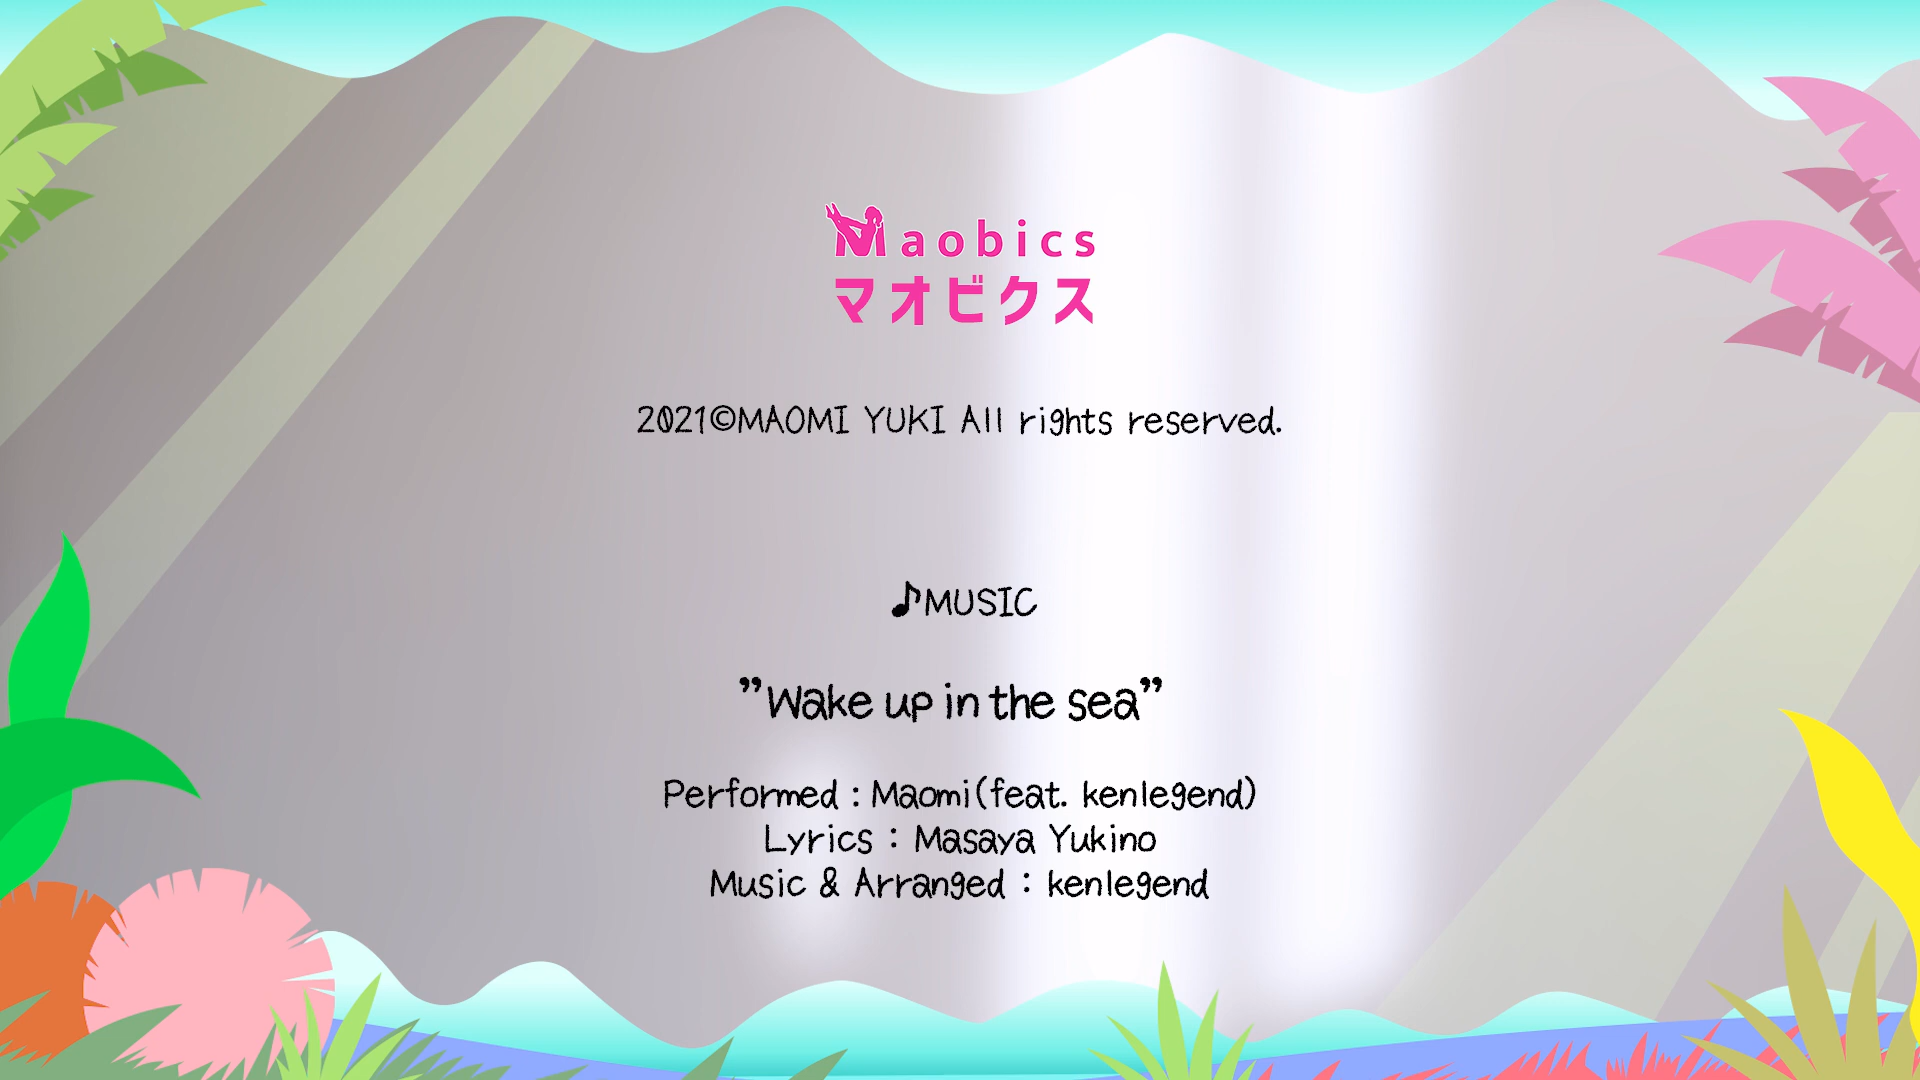 Maobics
マオビクス
2021©MAOMI YUKI All rights reserved.
♪MUSIC
”Wake up in the sea”
Performed : Maomi(feat. kenlegend)
Lyrics : Masaya Yukino
Music & Arranged : kenlegend